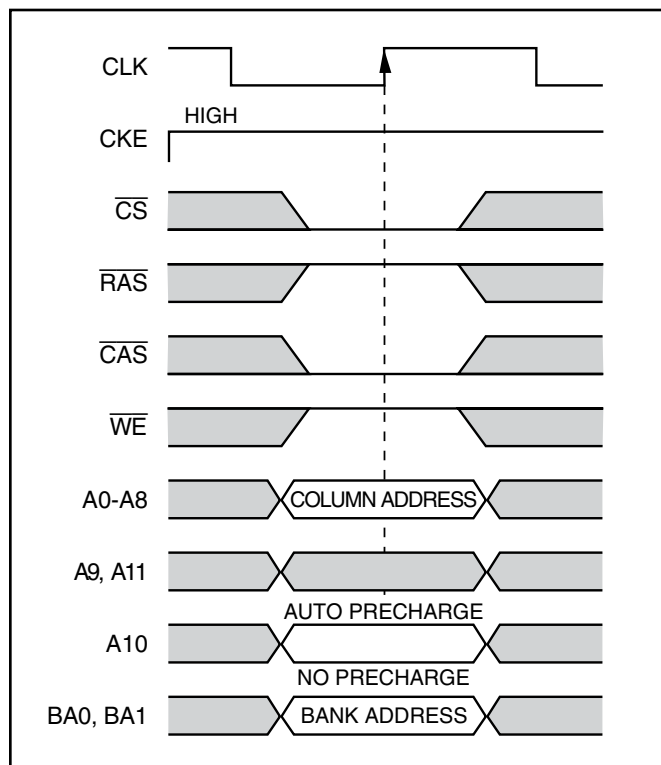 CLK
HIGH
CKE
CS
RAS
CAS
WE
A0-A8 COLUMN ADDRESS
A9, A11
AUTO PRECHARGE
A10
NO PRECHARGE
BA0, BA1 BANK ADDRESS